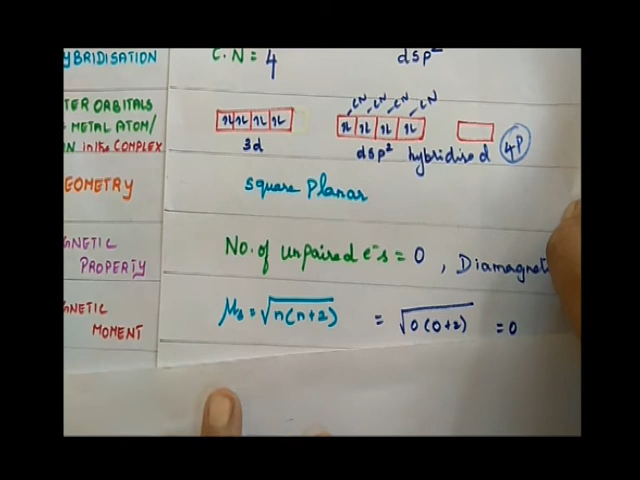 YBRIDISATION C.N = 4 dsp²
TER ORBITALS
METAL ATOM/
N in the COMPLEX
CN CN CN CN
3d dsp² hybridised 4P
EOMETRY Square Planar
GNETIC
PROPERTY
No. of unpaired e⁻s = 0 , Diamagnet
GNETIC
MOMENT
μs = √n(n+2) = √0(0+2) = 0